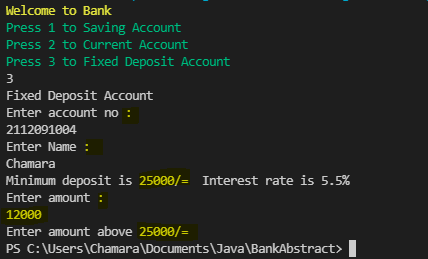 Welcome to Bank
Press 1 to Saving Account
Press 2 to Current Account
Press 3 to Fixed Deposit Account
3
Fixed Deposit Account
Enter account no :
2112091004
Enter Name :
Chamara
Minimum deposit is 25000/=  Interest rate is 5.5%
Enter amount :
12000
Enter amount above 25000/=
PS C:\Users\Chamara\Documents\Java\BankAbstract>